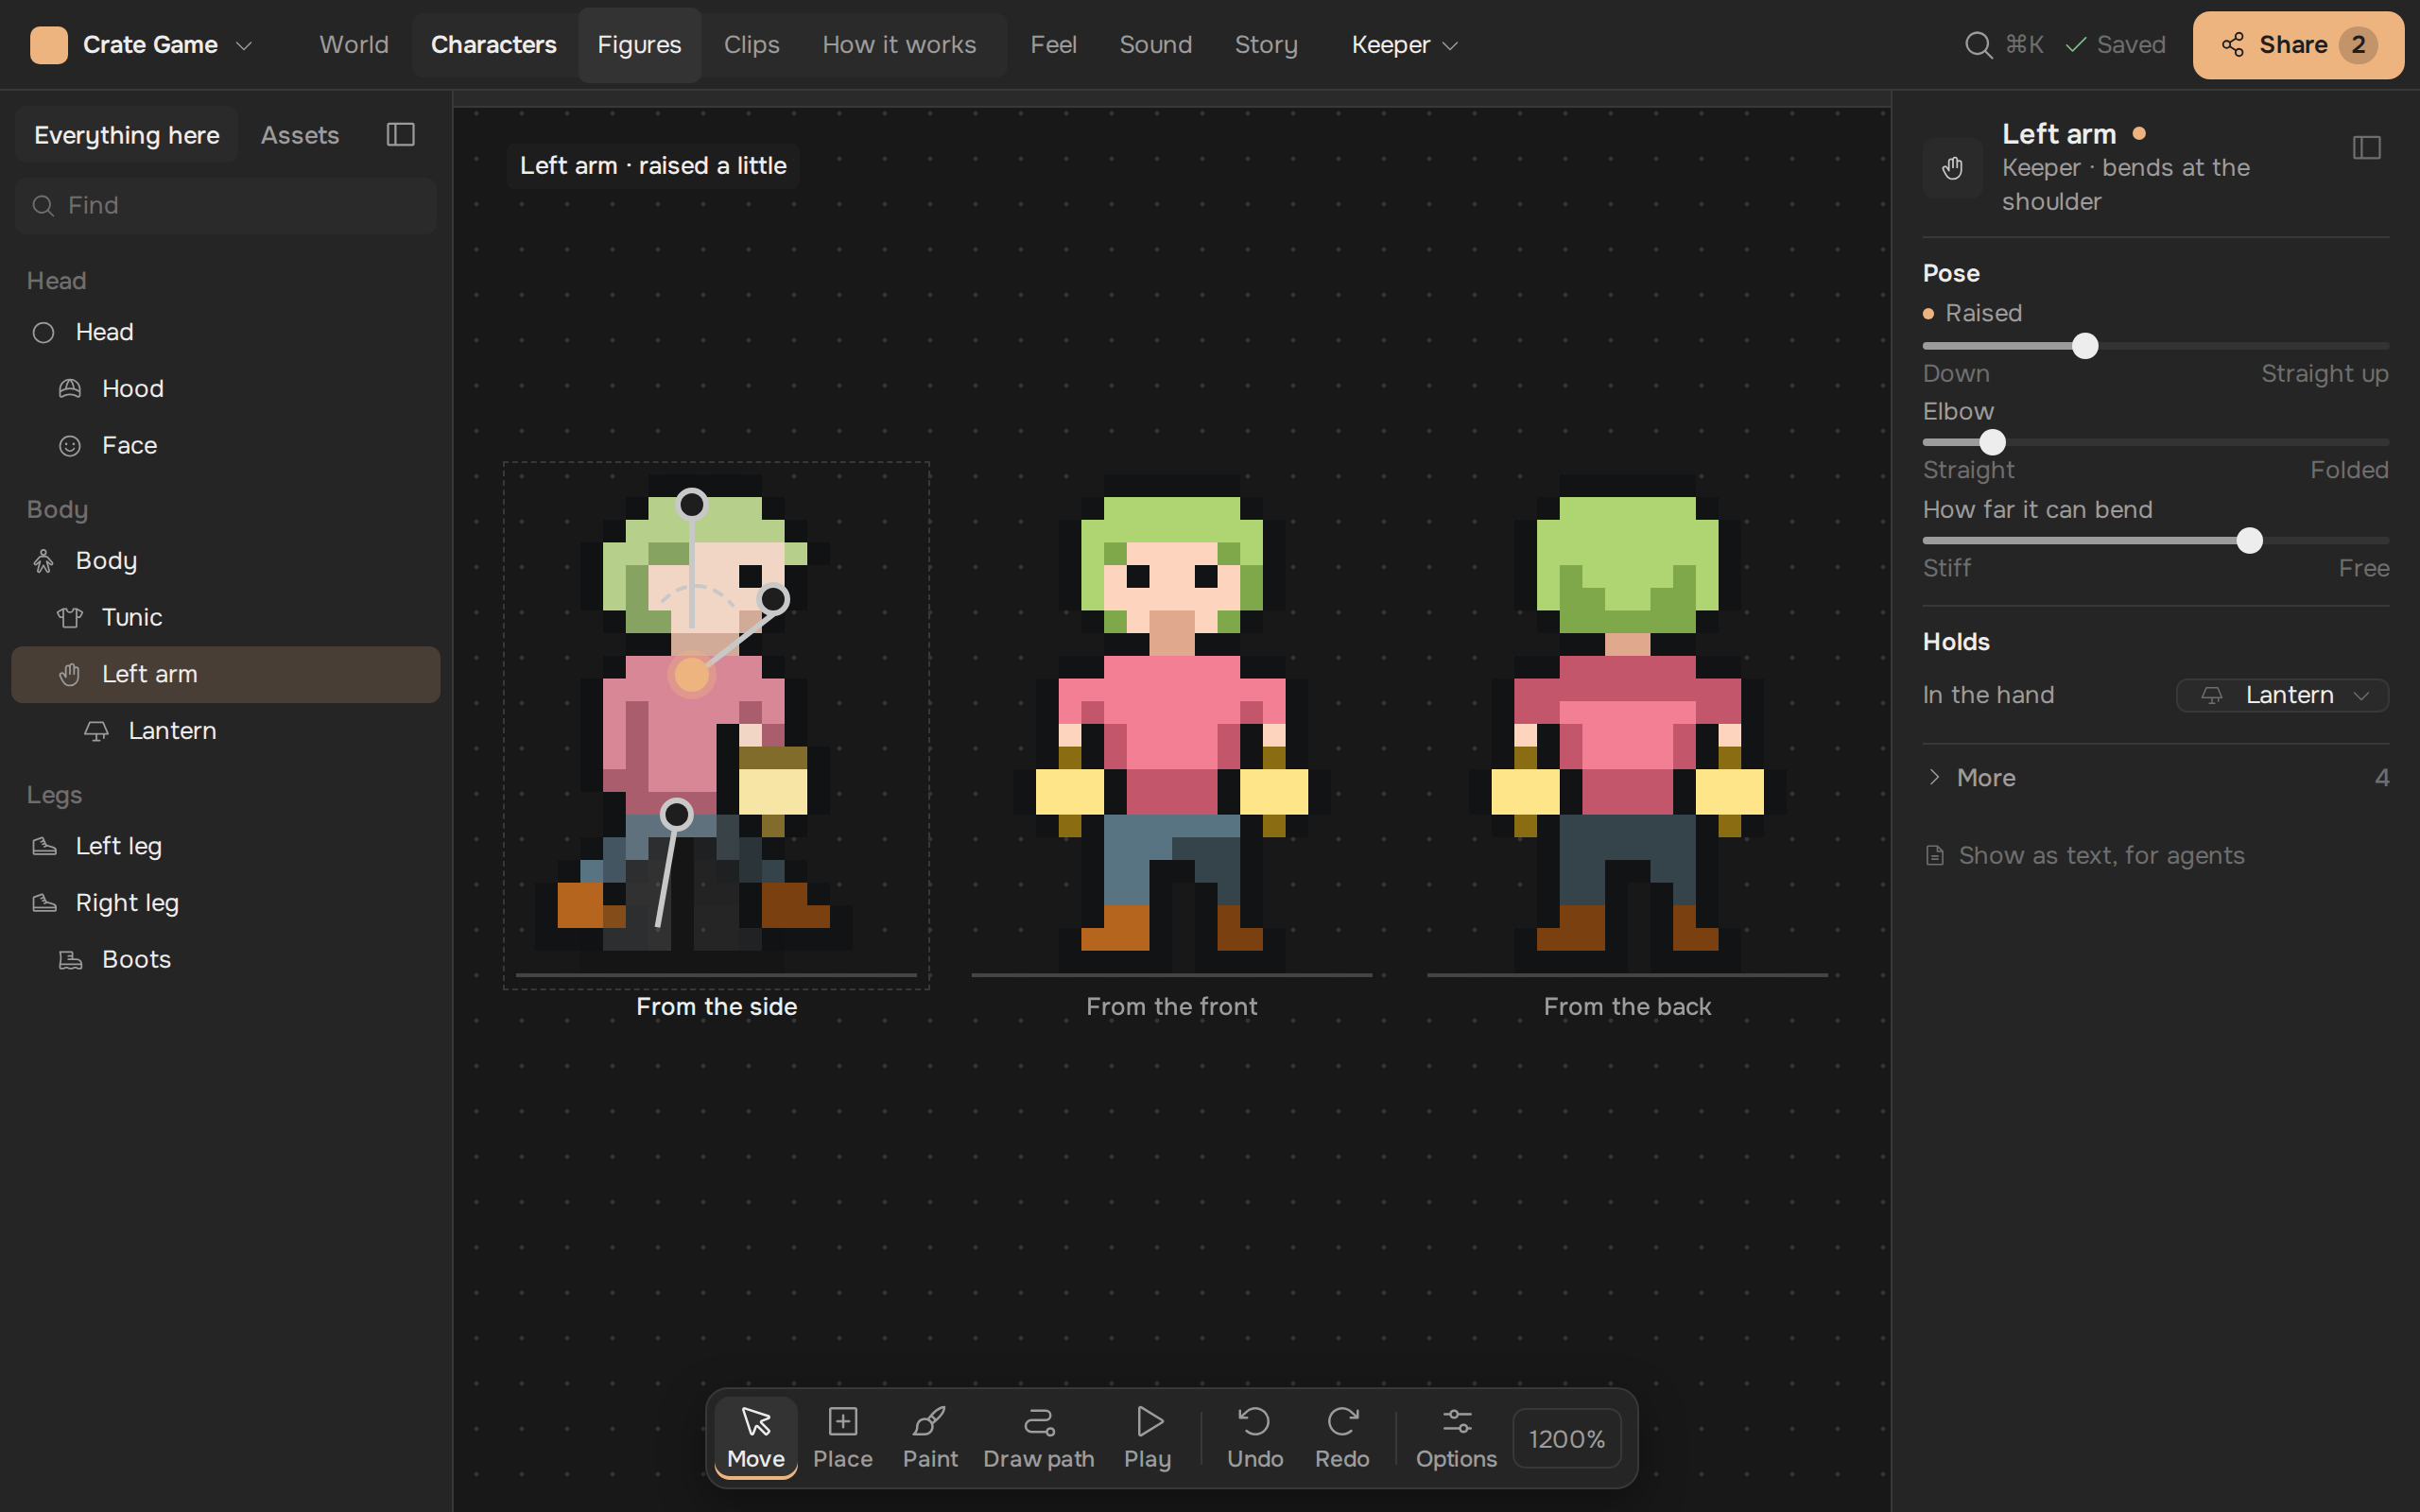 Crate Game
World
Characters
Figures
Clips
How it works
Feel
Sound
Story
Keeper
⌘K
Saved
Share 2
Everything here
Assets
Find
Head
Head
Hood
Face
Body
Body
Tunic
Left arm
Lantern
Legs
Left leg
Right leg
Boots
Left arm · raised a little
From the side
From the front
From the back
Move
Place
Paint
Draw path
Play
Undo
Redo
Options
1200%
Left arm
Keeper · bends at the
shoulder
Pose
Raised
Down
Straight up
Elbow
Straight
Folded
How far it can bend
Stiff
Free
Holds
In the hand
Lantern
More
4
Show as text, for agents